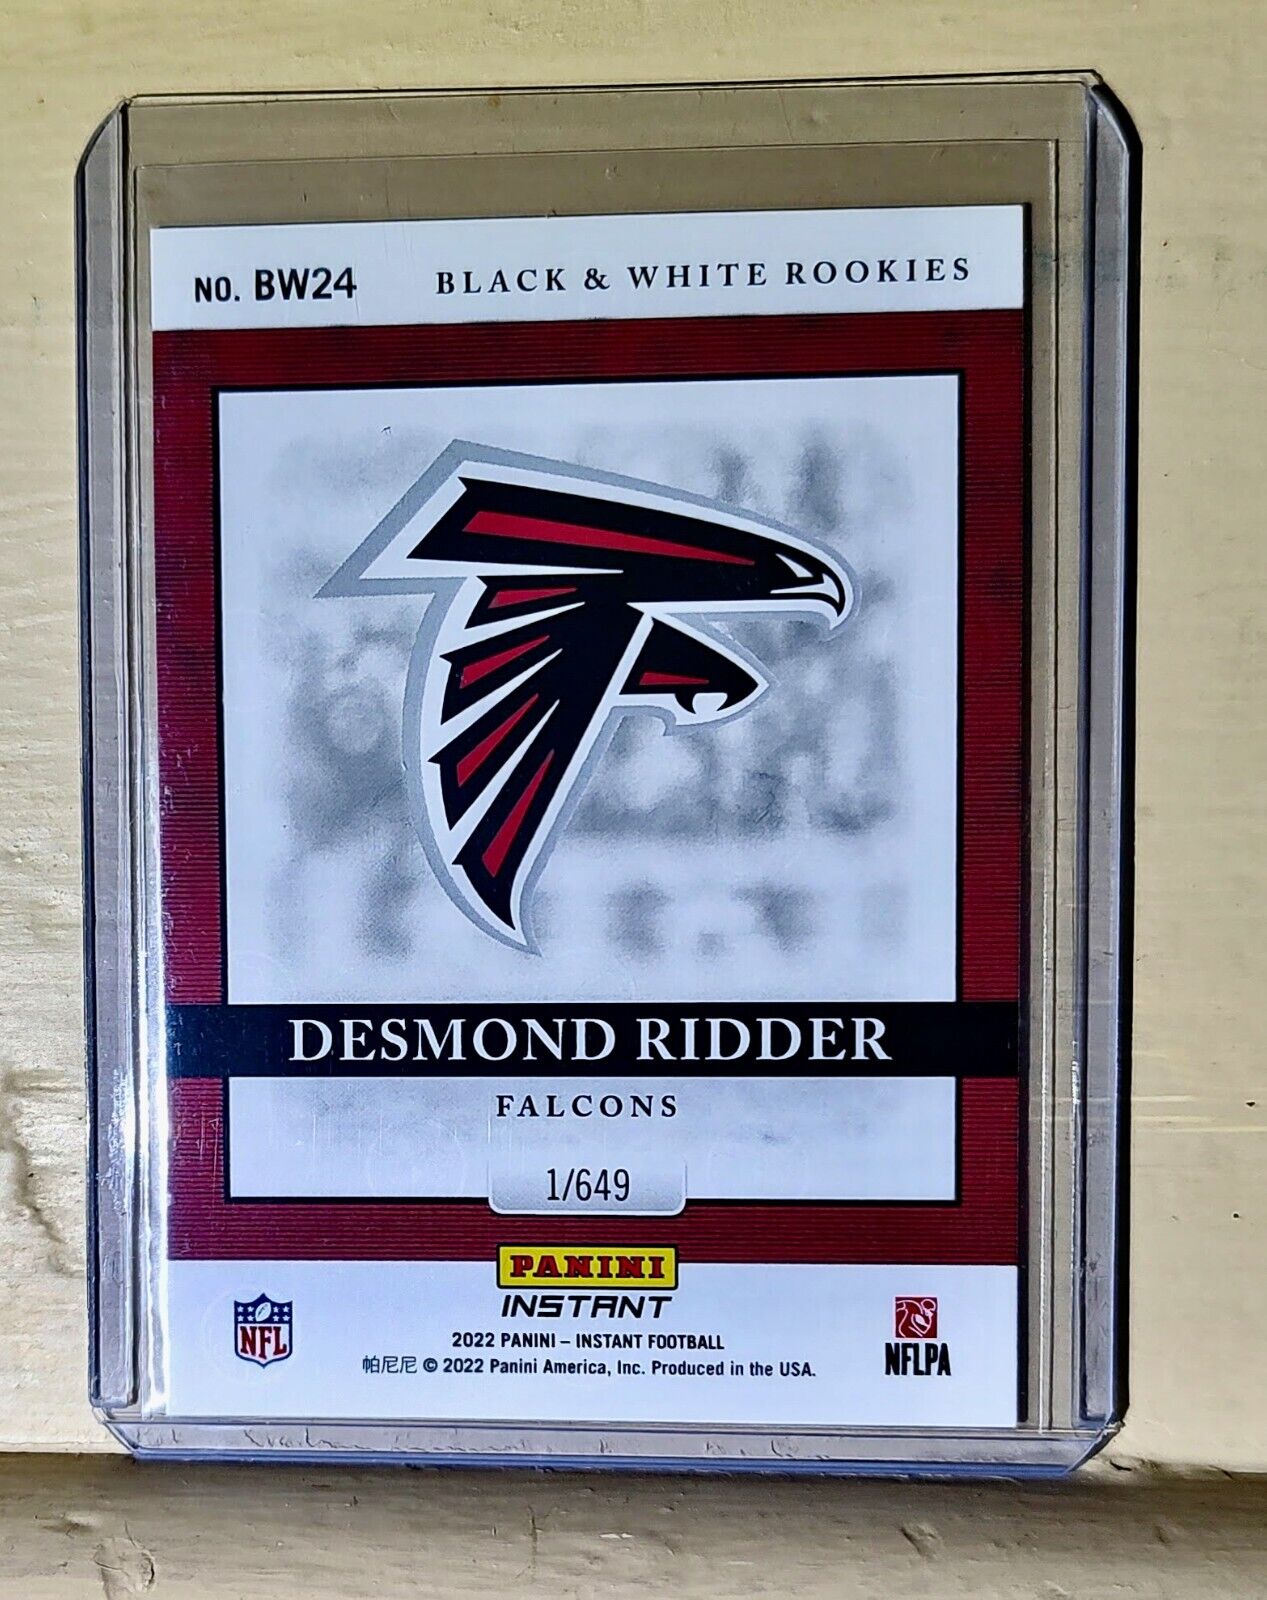 NO. BW24 BLACK & WHITE ROOKIES
DESMOND RIDDER
FALCONS
1/649
PANINI
INSTANT
NFL
2022 PANINI – INSTANT FOOTBALL
帕尼尼 © 2022 Panini America, Inc. Produced in the USA.
NFLPA